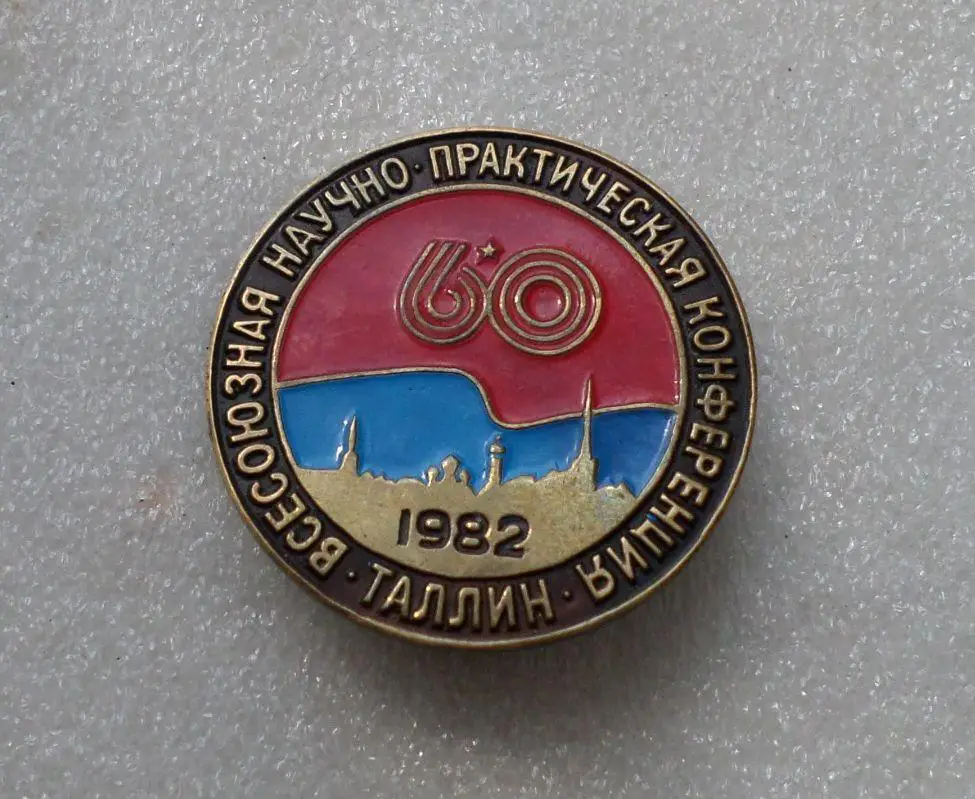 ВСЕСОЮЗНАЯ НАУЧНО·ПРАКТИЧЕСКАЯ КОНФЕРЕНЦИЯ
60
1982
·ТАЛЛИН·